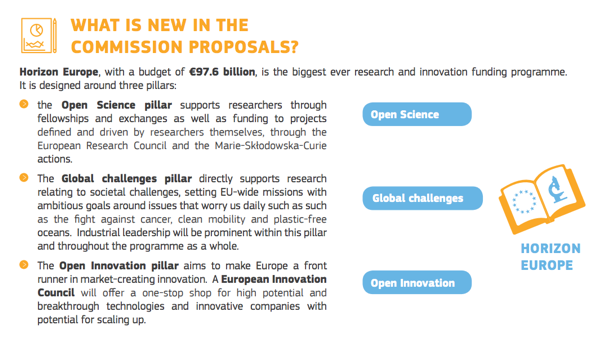 WHAT IS NEW IN THE
COMMISSION PROPOSALS?
Horizon Europe, with a budget of €97.6 billion, is the biggest ever research and innovation funding programme.
It is designed around three pillars:
the Open Science pillar supports researchers through
fellowships and exchanges as well as funding to projects
defined and driven by researchers themselves, through the
European Research Council and the Marie-Skłodowska-Curie
actions.
The Global challenges pillar directly supports research
relating to societal challenges, setting EU-wide missions with
ambitious goals around issues that worry us daily such as such
as the fight against cancer, clean mobility and plastic-free
oceans. Industrial leadership will be prominent within this pillar
and throughout the programme as a whole.
The Open Innovation pillar aims to make Europe a front
runner in market-creating innovation. A European Innovation
Council will offer a one-stop shop for high potential and
breakthrough technologies and innovative companies with
potential for scaling up.
Open Science
Global challenges
Open Innovation
HORIZON
EUROPE